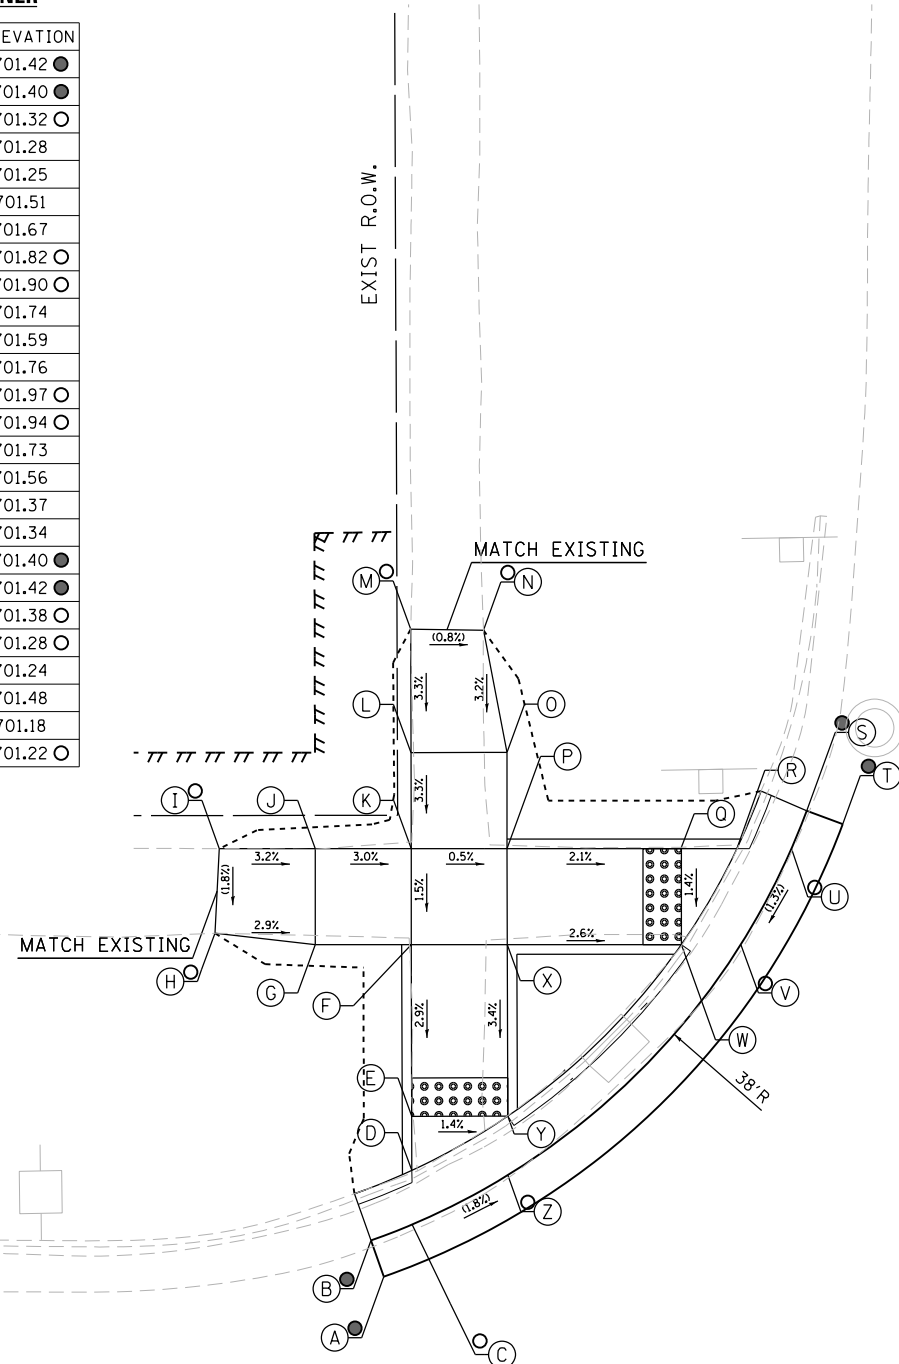 EVATION
701.42
701.40
701.32
701.28
701.25
701.51
701.67
701.82
701.90
701.74
701.59
701.76
701.97
701.94
701.73
701.56
701.37
701.34
701.40
701.42
701.38
701.28
701.24
701.48
701.18
701.22
EXIST R.O.W.
MATCH EXISTING
M
N
(0.8%)
3.3%
3.2%
L
O
S
P
R
T
I
J
K
3.3%
Q
3.2%
3.0%
0.5%
2.1%
(1.8%)
1.5%
1.4%
(1.3%)
U
2.9%
2.6%
MATCH EXISTING
H
G
F
X
V
2.9%
3.4%
W
E
38'R
D
1.4%
Y
(1.8%)
Z
B
A
C